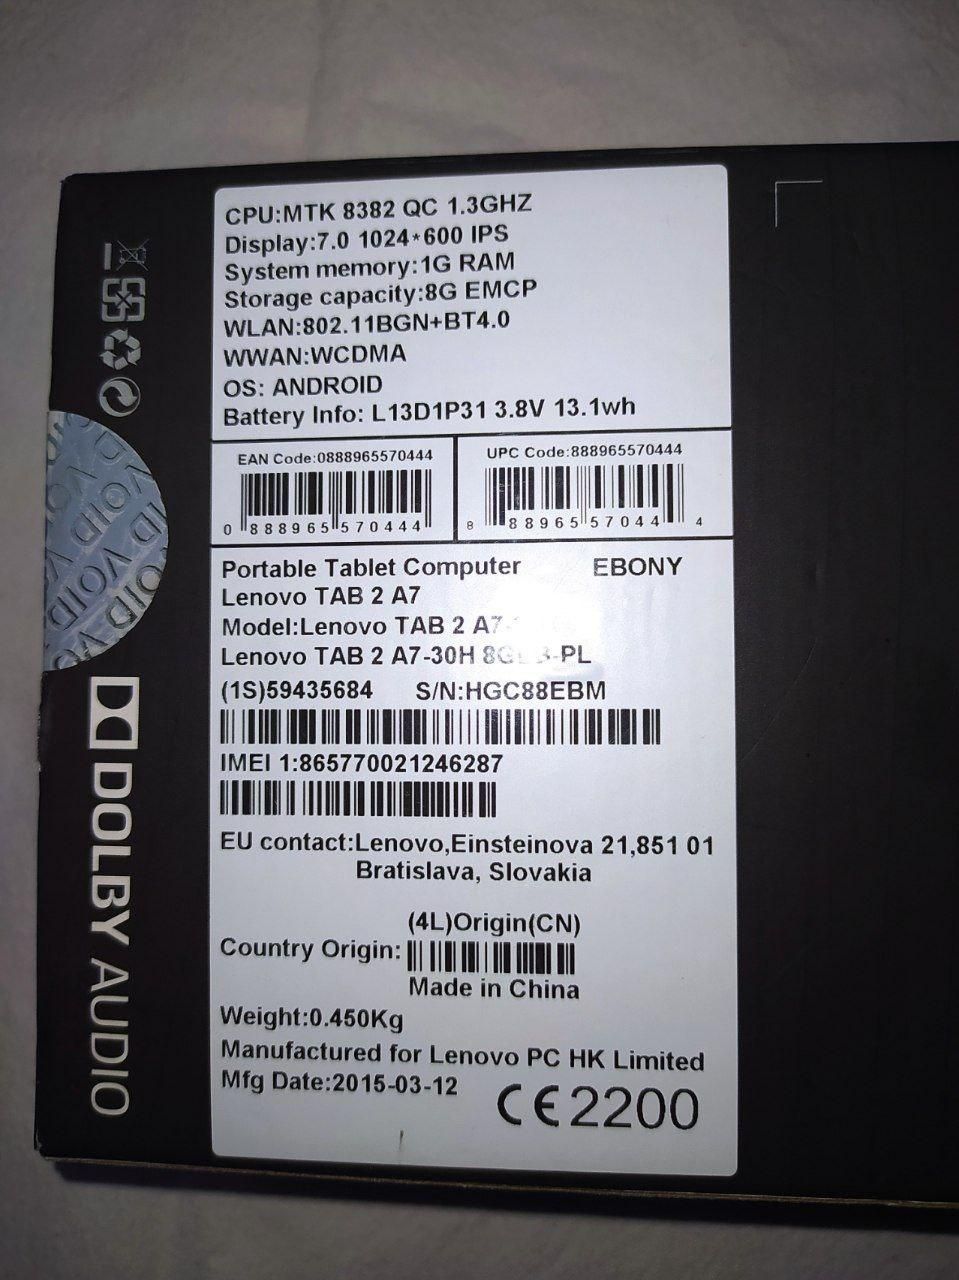 CPU:MTK 8382 QC 1.3GHZ
Display:7.0 1024*600 IPS
System memory:1G RAM
Storage capacity:8G EMCP
WLAN:802.11BGN+BT4.0
WWAN:WCDMA
OS: ANDROID
Battery Info: L13D1P31 3.8V 13.1wh
EAN Code:0888965570444
0 888965 570444
UPC Code:888965570444
8 88965 57044 4
Portable Tablet Computer EBONY
Lenovo TAB 2 A7
Model:Lenovo TAB 2
Lenovo TAB 2 A7-30H
(1S)59435684 S/N:HGC88EBM
IMEI 1:865770021246287
EU contact:Lenovo,Einsteinova 21,851 01
Bratislava, Slovakia
(4L)Origin(CN)
Country Origin:
Made in China
Weight:0.450Kg
Manufactured for Lenovo PC HK Limited
Mfg Date:2015-03-12
CE2200
DOLBY AUDIO
VOID VOID